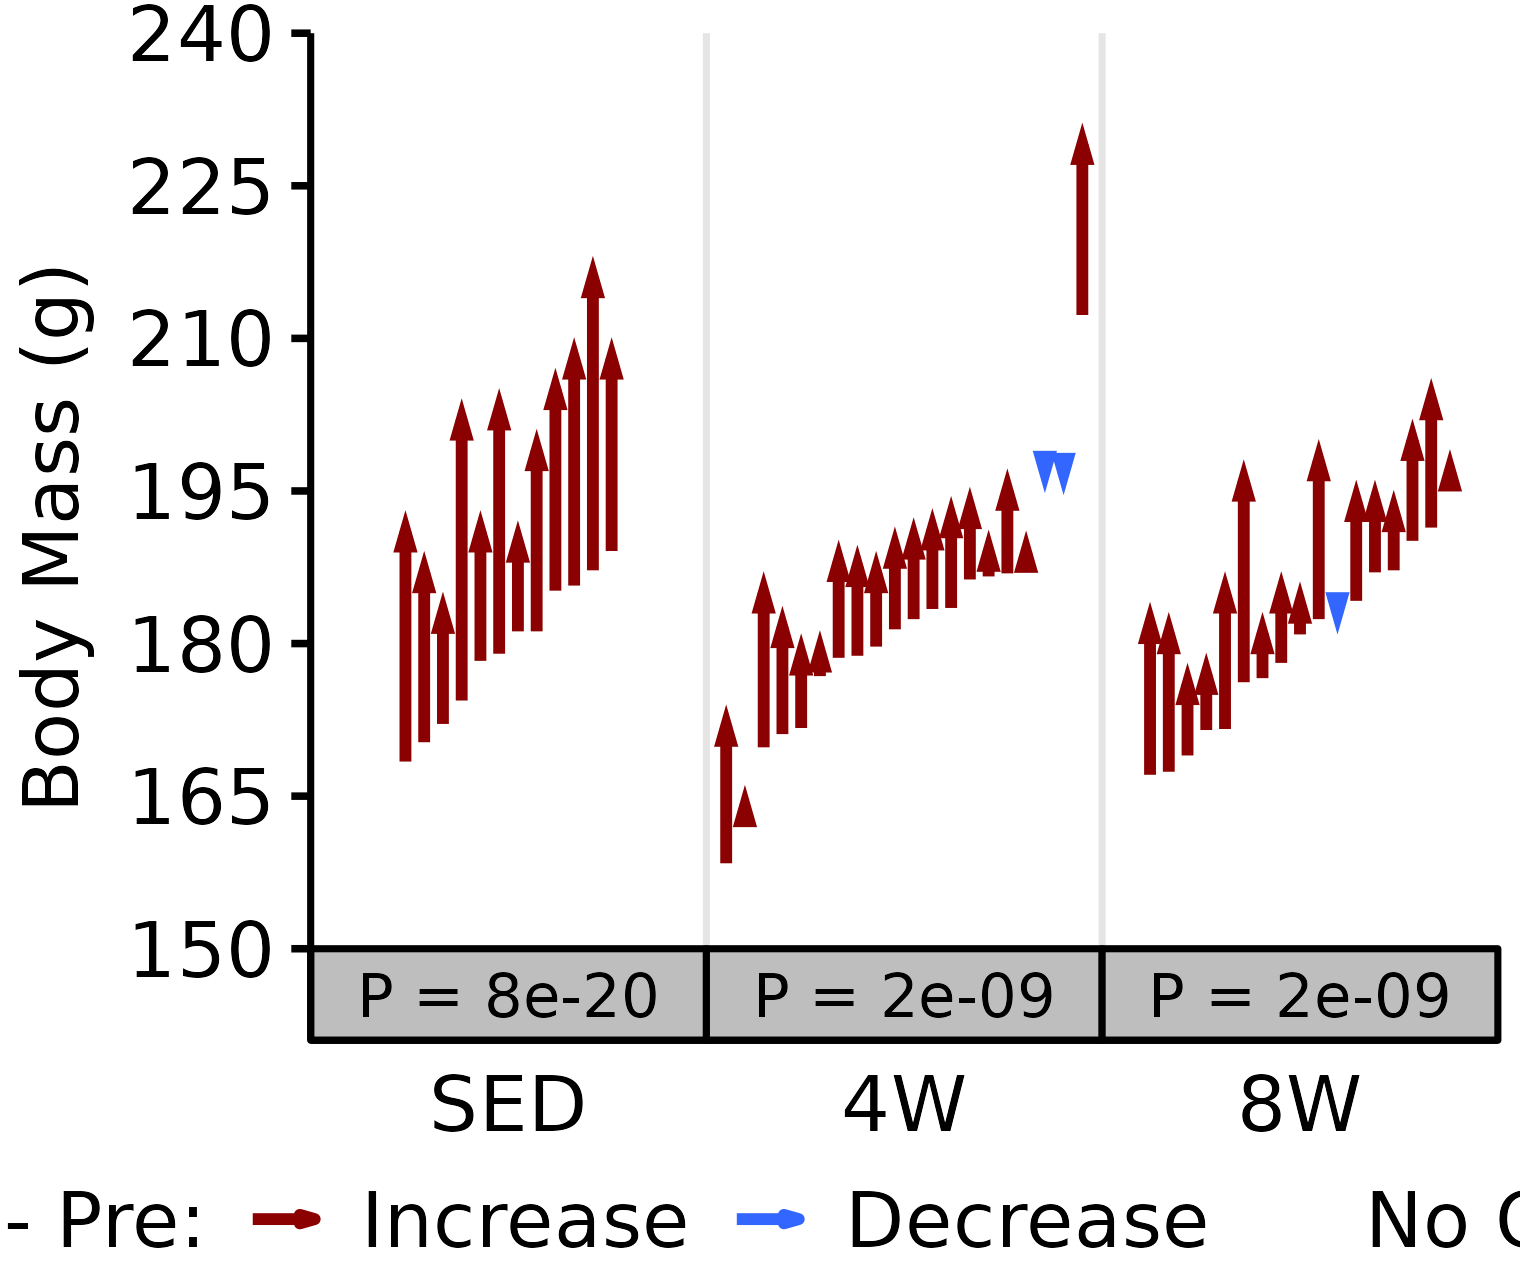 240
225
210
195
180
165
150
Body Mass (g)
P = 8e-20 P = 2e-09 P = 2e-09
SED 4W 8W
- Pre: Increase Decrease No